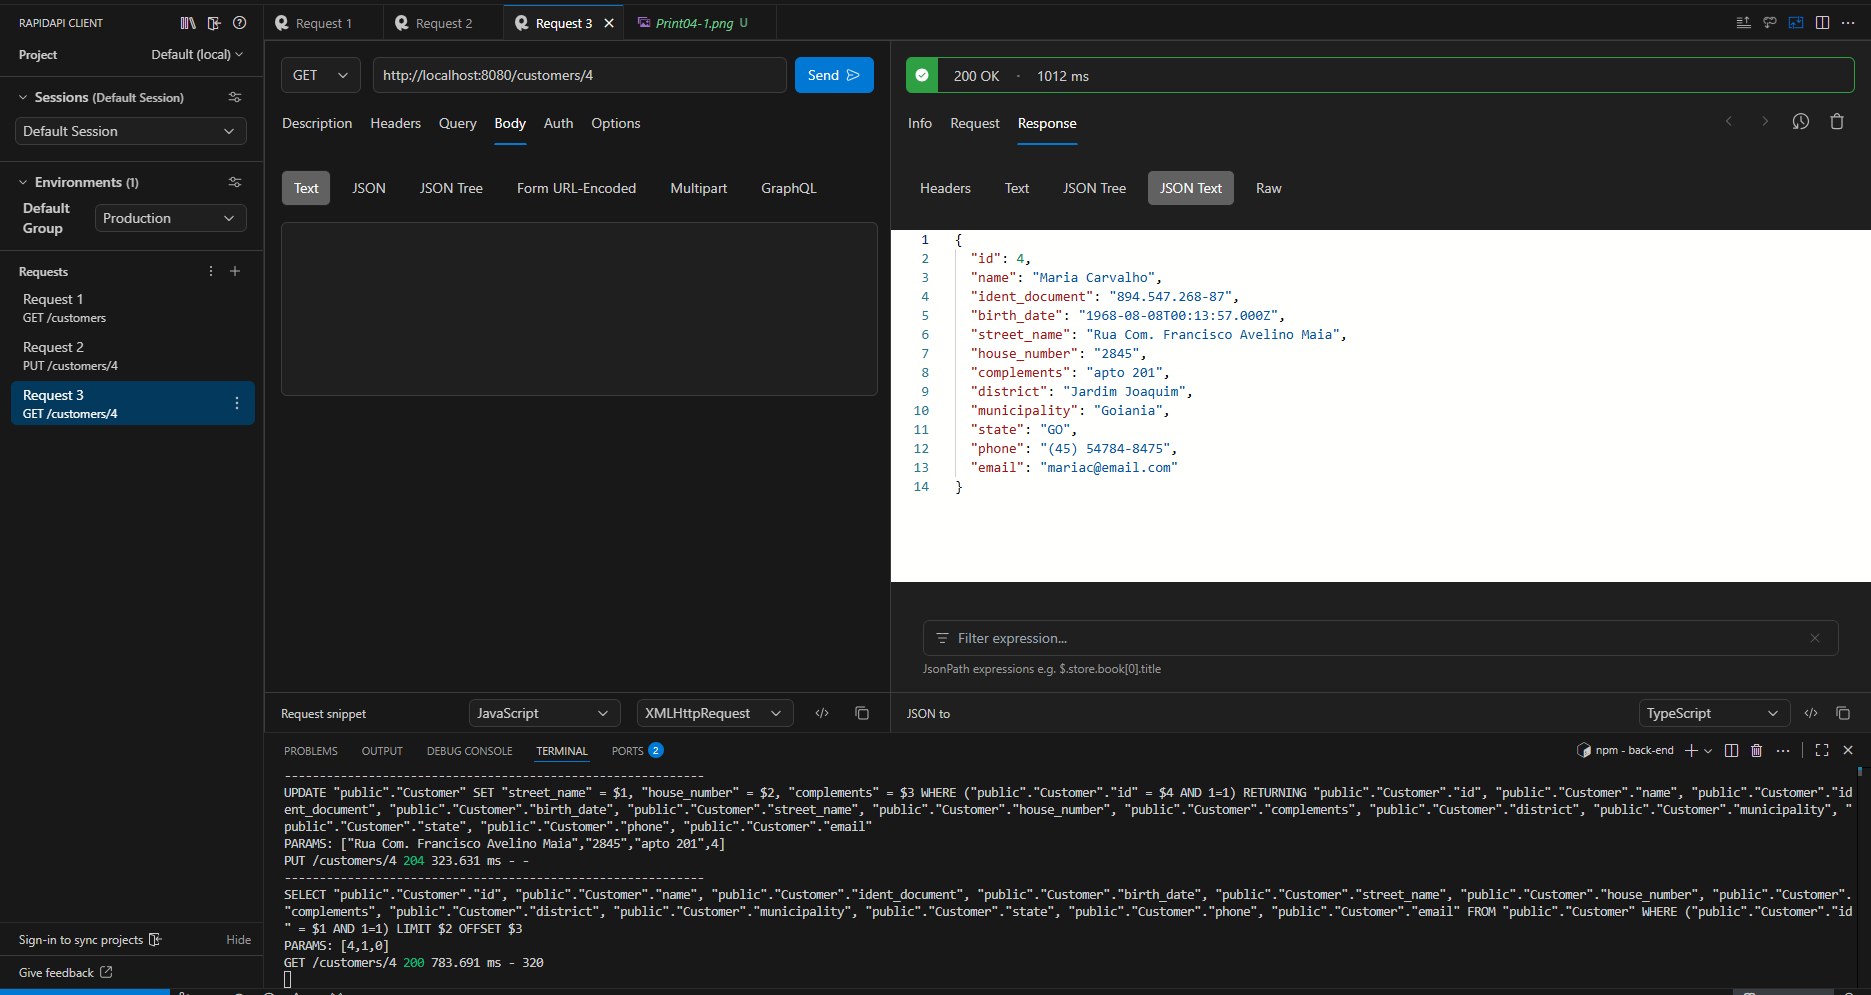 RAPIDAPI CLIENT
Project
Default (local)
Sessions (Default Session)
Default Session
Environments (1)
Default Group
Production
Requests
Request 1
GET /customers
Request 2
PUT /customers/4
Request 3
GET /customers/4
Sign-in to sync projects
Hide
Give feedback
Request 1
Request 2
Request 3
Print04-1.png U
GET
http://localhost:8080/customers/4
Send
Description Headers Query Body Auth Options
Text JSON JSON Tree Form URL-Encoded Multipart GraphQL
Request snippet
JavaScript
XMLHttpRequest
200 OK · 1012 ms
Info Request Response
Headers Text JSON Tree JSON Text Raw
1 {
2 "id": 4,
3 "name": "Maria Carvalho",
4 "ident_document": "894.547.268-87",
5 "birth_date": "1968-08-08T00:13:57.000Z",
6 "street_name": "Rua Com. Francisco Avelino Maia",
7 "house_number": "2845",
8 "complements": "apto 201",
9 "district": "Jardim Joaquim",
10 "municipality": "Goiania",
11 "state": "GO",
12 "phone": "(45) 54784-8475",
13 "email": "mariac@email.com"
14 }
Filter expression...
JsonPath expressions e.g. $.store.book[0].title
JSON to
TypeScript
PROBLEMS OUTPUT DEBUG CONSOLE TERMINAL PORTS 2
npm - back-end
------------------------------------------------------------
UPDATE "public"."Customer" SET "street_name" = $1, "house_number" = $2, "complements" = $3 WHERE ("public"."Customer"."id" = $4 AND 1=1) RETURNING "public"."Customer"."id", "public"."Customer"."name", "public"."Customer"."id
ent_document", "public"."Customer"."birth_date", "public"."Customer"."street_name", "public"."Customer"."house_number", "public"."Customer"."complements", "public"."Customer"."district", "public"."Customer"."municipality", "
public"."Customer"."state", "public"."Customer"."phone", "public"."Customer"."email"
PARAMS: ["Rua Com. Francisco Avelino Maia","2845","apto 201",4]
PUT /customers/4 204 323.631 ms - -
------------------------------------------------------------
SELECT "public"."Customer"."id", "public"."Customer"."name", "public"."Customer"."ident_document", "public"."Customer"."birth_date", "public"."Customer"."street_name", "public"."Customer"."house_number", "public"."Customer".
"complements", "public"."Customer"."district", "public"."Customer"."municipality", "public"."Customer"."state", "public"."Customer"."phone", "public"."Customer"."email" FROM "public"."Customer" WHERE ("public"."Customer"."id
" = $1 AND 1=1) LIMIT $2 OFFSET $3
PARAMS: [4,1,0]
GET /customers/4 200 783.691 ms - 320